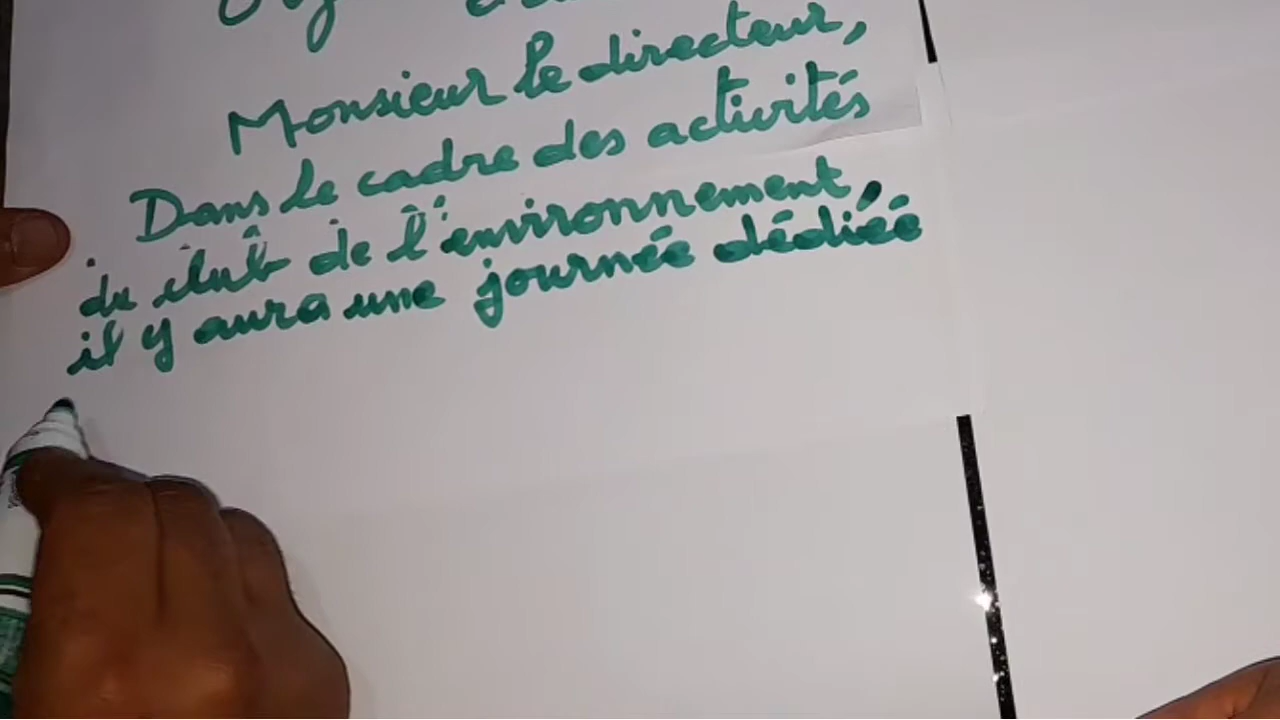 Monsieur le directeur,
Dans le cadre des activités
du club de l'environnement,
il y aura une journée dédiée